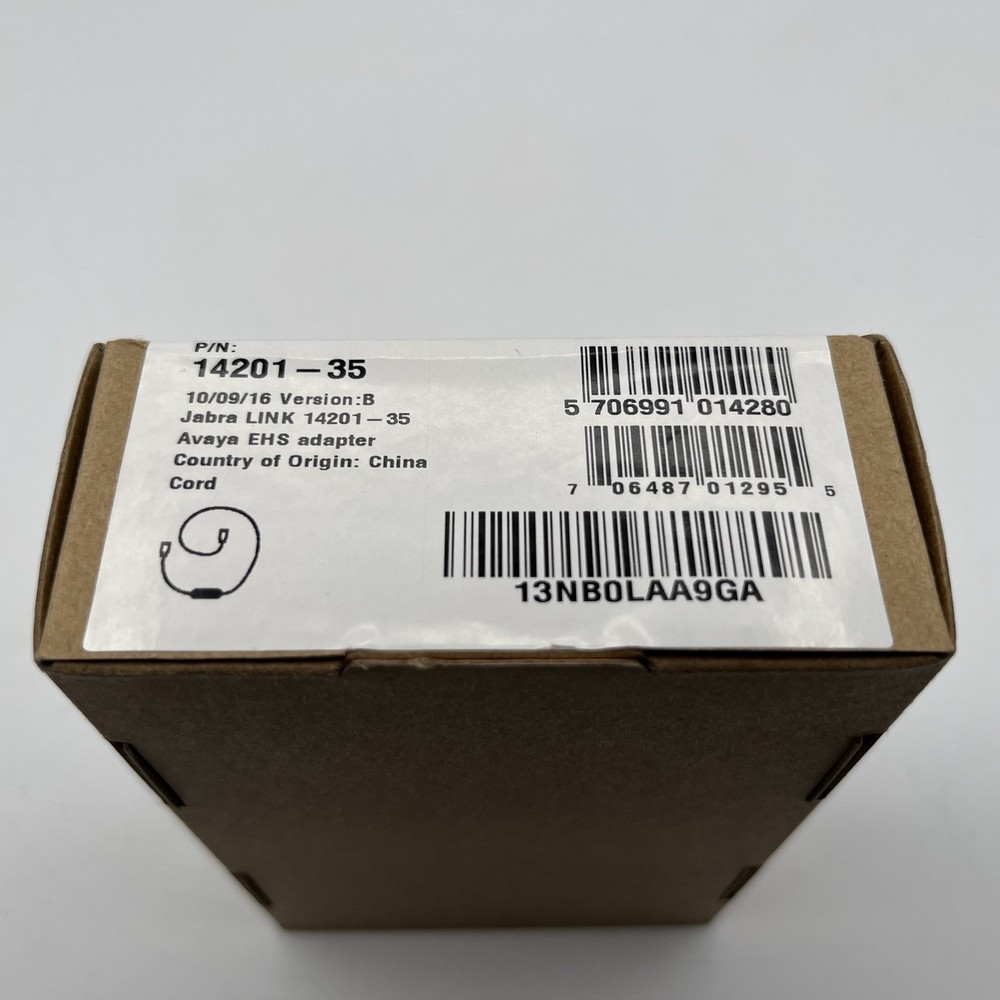 P/N:
14201-35
10/09/16 Version:B
Jabra LINK 14201-35
Avaya EHS adapter
Country of Origin: China
Cord
5 706991 014280
7 06487 01295 5
13NB0LAA9GA